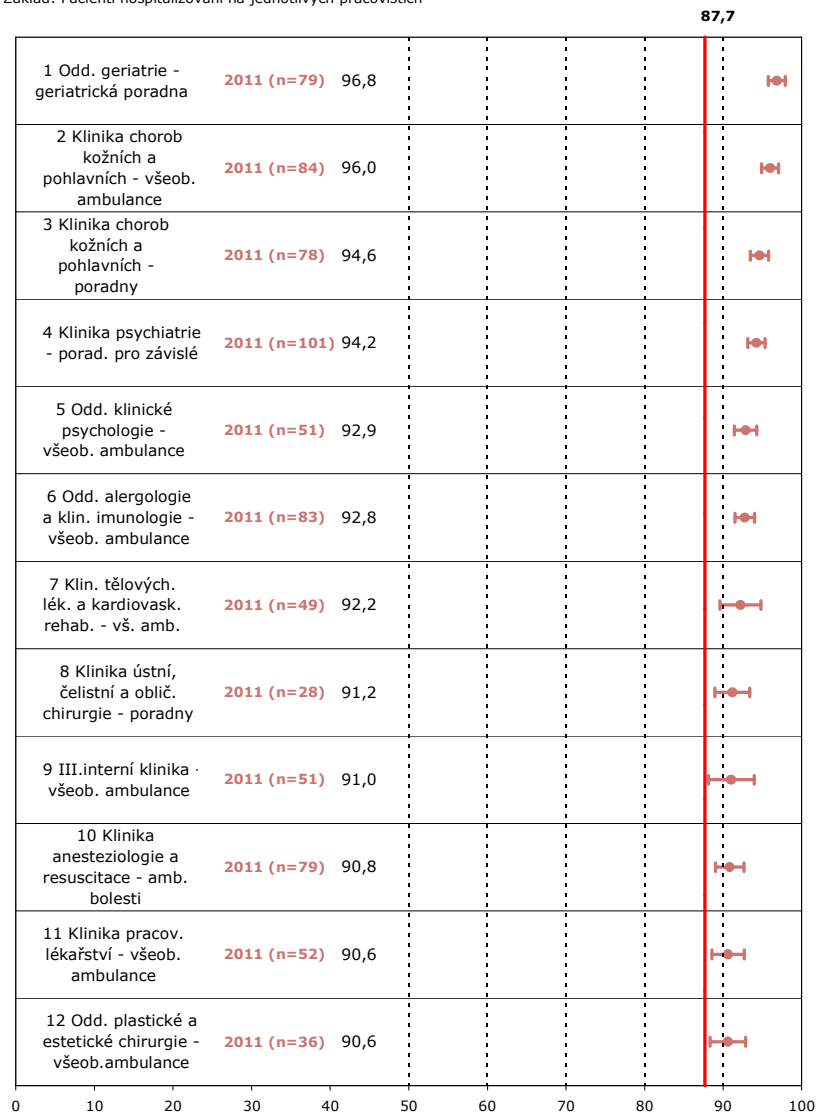 Základ: Pacienti hospitalizovaní na jednotlivých pracovištích
87,7
1 Odd. geriatrie -
geriatrická poradna
2011 (n=79) 96,8
2 Klinika chorob
kožních a
pohlavních - všeob.
ambulance
2011 (n=84) 96,0
3 Klinika chorob
kožních a
pohlavních -
poradny
2011 (n=78) 94,6
4 Klinika psychiatrie
- porad. pro závislé
2011 (n=101) 94,2
5 Odd. klinické
psychologie -
všeob. ambulance
2011 (n=51) 92,9
6 Odd. alergologie
a klin. imunologie -
všeob. ambulance
2011 (n=83) 92,8
7 Klin. tělových.
lék. a kardiovask.
rehab. - vš. amb.
2011 (n=49) 92,2
8 Klinika ústní,
čelistní a oblič.
chirurgie - poradny
2011 (n=28) 91,2
9 III.interní klinika -
všeob. ambulance
2011 (n=51) 91,0
10 Klinika
anesteziologie a
resuscitace - amb.
bolesti
2011 (n=79) 90,8
11 Klinika pracov.
lékařství - všeob.
ambulance
2011 (n=52) 90,6
12 Odd. plastické a
estetické chirurgie -
všeob.ambulance
2011 (n=36) 90,6
0 10 20 30 40 50 60 70 80 90 100